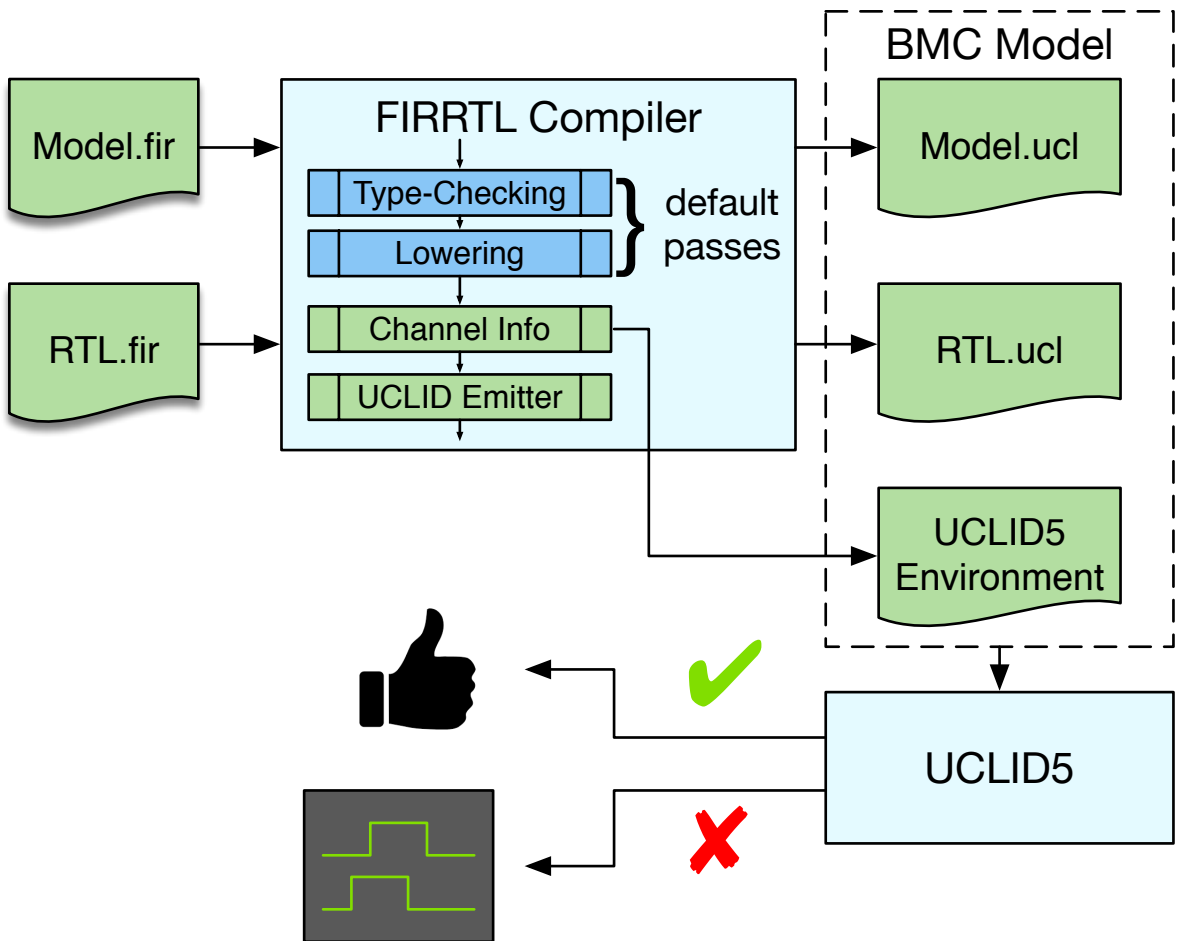 BMC Model
Model.fir
FIRRTL Compiler
Model.ucl
Type-Checking
default
passes
Lowering
RTL.fir
Channel Info
RTL.ucl
UCLID Emitter
UCLID5
Environment
UCLID5